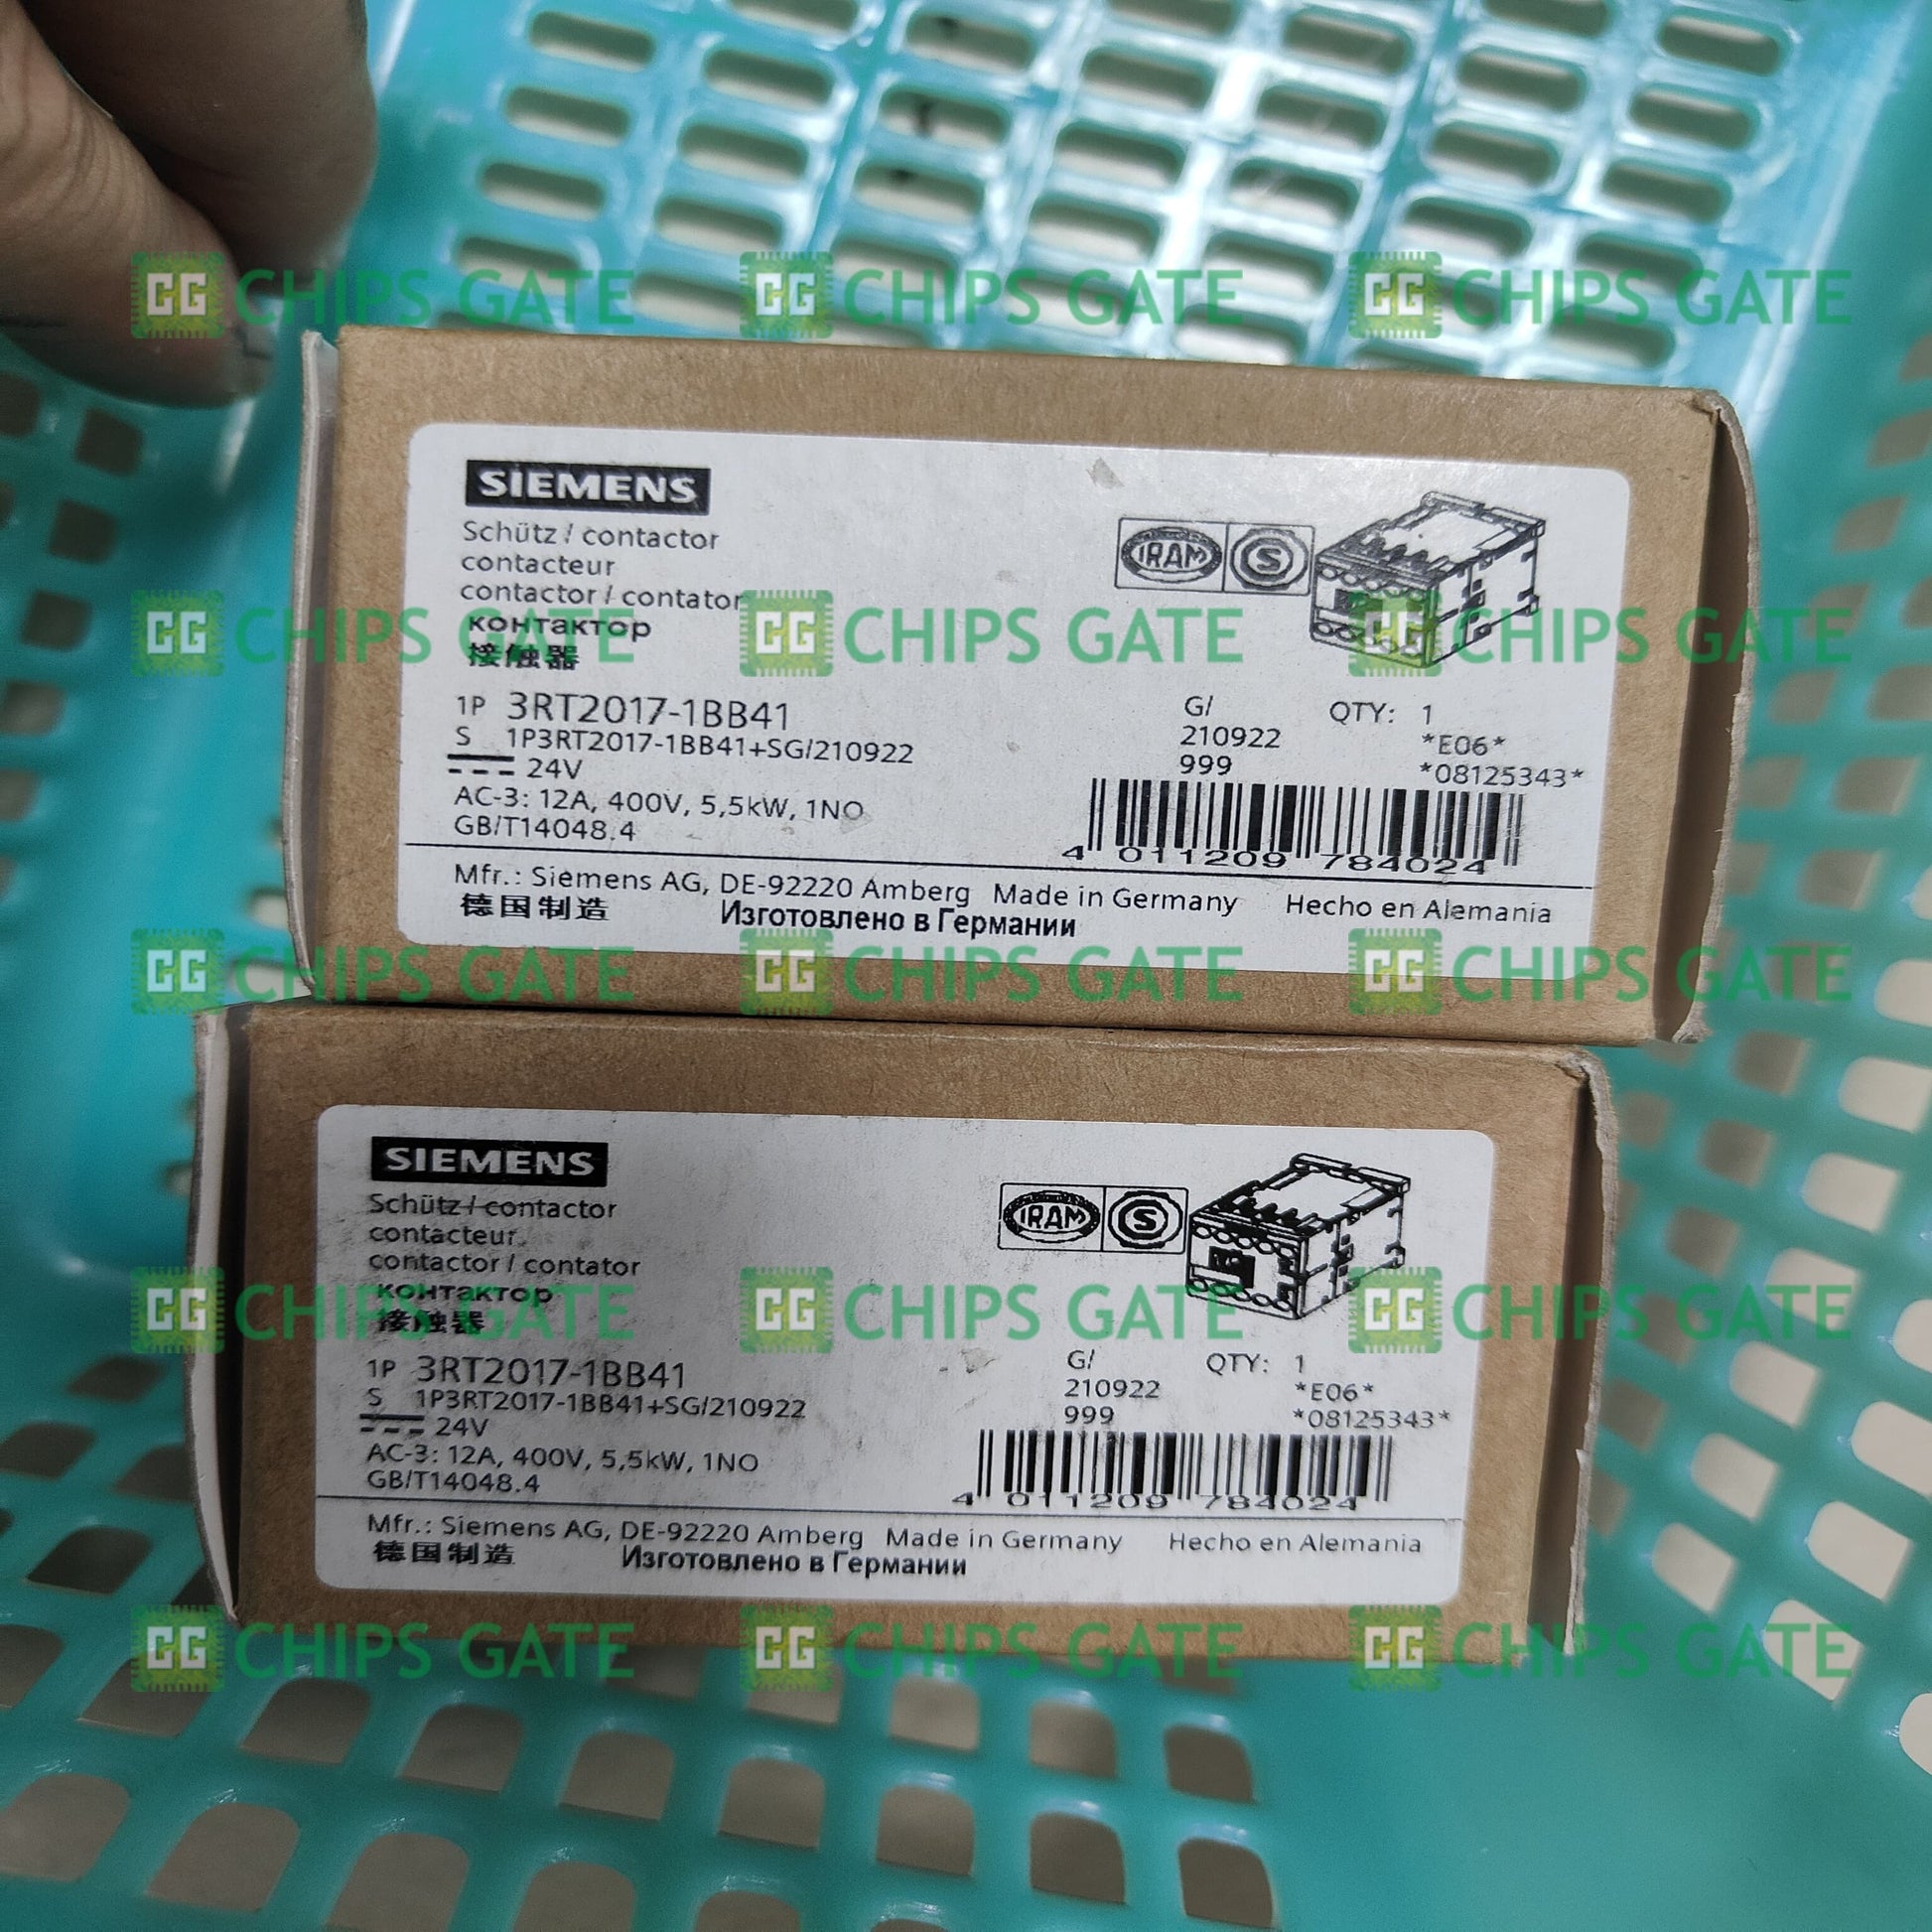 CG CHIPS GATE CG CHIPS GATE CG CHIPS GATE
SIEMENS
Schütz / contactor
contacteur
contactor / contator
контактор
接触器
IRAM S
CG CHIPS GATE CG CHIPS GATE CG CHIPS GATE
1P 3RT2017-1BB41
S 1P3RT2017-1BB41+SG/210922
24V
AC-3: 12A, 400V, 5,5kW, 1NO
GB/T14048.4
G/
210922
999
QTY: 1
*E06*
*08125343*
4 011209 784024
Mfr.: Siemens AG, DE-92220 Amberg Made in Germany Hecho en Alemania
德国制造 Изготовлено в Германии
CG CHIPS GATE CG CHIPS GATE CG CHIPS GATE
SIEMENS
Schütz / contactor
contacteur
contactor / contator
контактор
接触器
IRAM S
CG CHIPS GATE CG CHIPS GATE CG CHIPS GATE
1P 3RT2017-1BB41
S 1P3RT2017-1BB41+SG/210922
24V
AC-3: 12A, 400V, 5,5kW, 1NO
GB/T14048.4
G/
210922
999
QTY: 1
*E06*
*08125343*
4 011209 784024
Mfr.: Siemens AG, DE-92220 Amberg Made in Germany Hecho en Alemania
德国制造 Изготовлено в Германии
CG CHIPS GATE CG CHIPS GATE CG CHIPS GATE